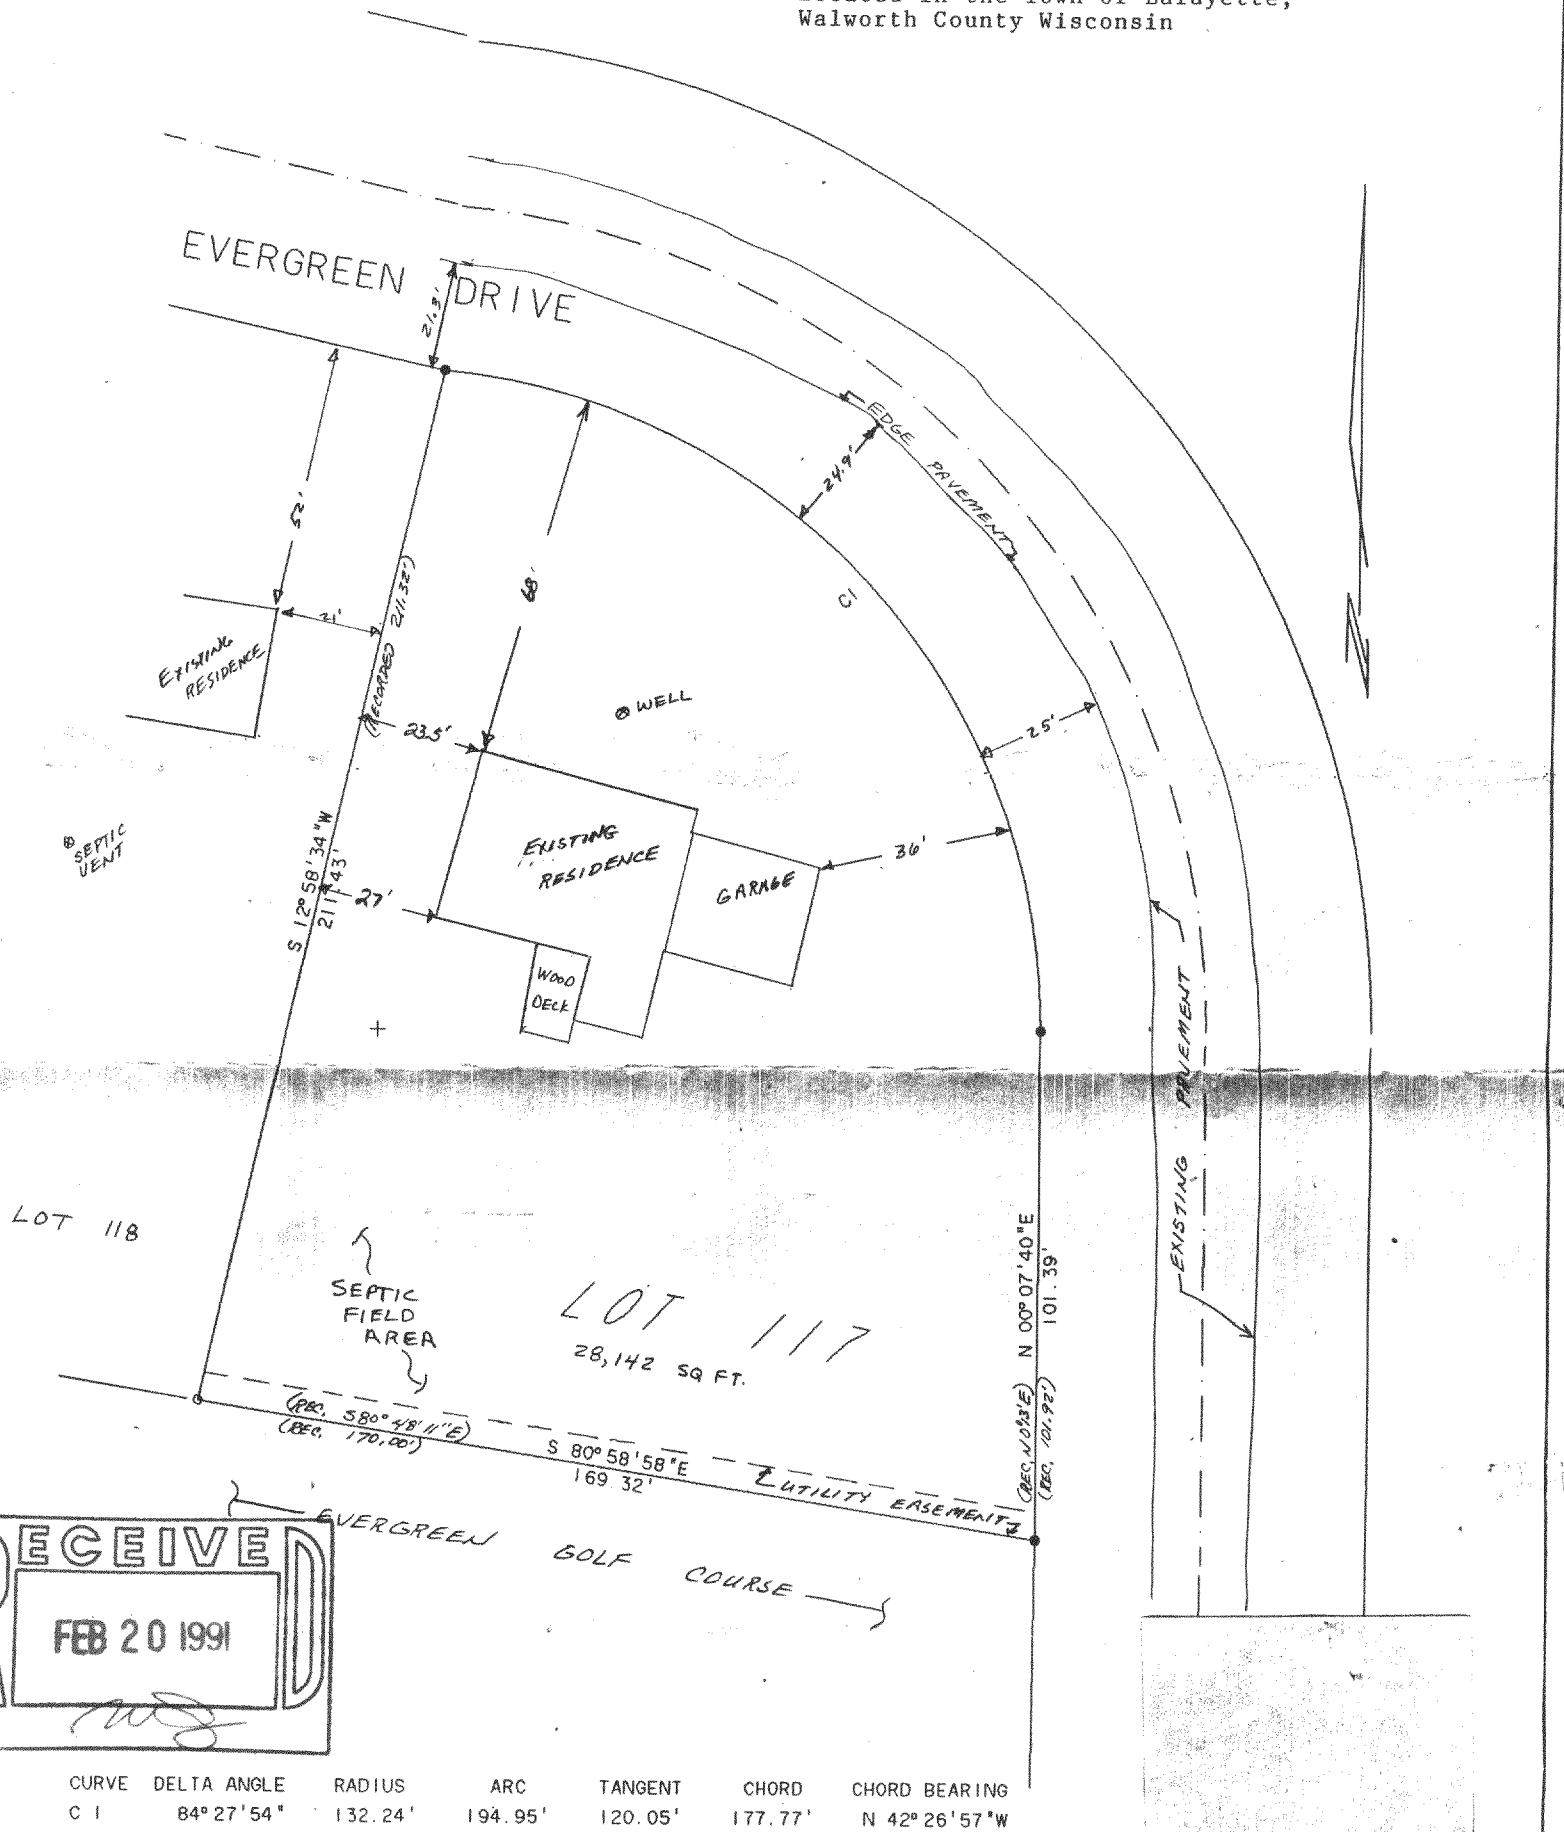 Walworth County Wisconsin
EVERGREEN DRIVE
21.3'
EDGE PAVEMENT
24.9'
52'
68'
C1
21'
(RECORDED 211.32')
EXISTING
RESIDENCE
WELL
23.5'
25'
SEPTIC
VENT
S 12°58'34"W
211.43'
EXISTING
RESIDENCE
GARAGE
36'
27'
WOOD
DECK
EXISTING PAVEMENT
LOT 118
SEPTIC
FIELD
AREA
LOT 117
28,142 SQ FT.
N 00°07'40"E
101.39'
(REC. N0°13'E)
(REC. 101.92')
(REC. S80°48'11"E)
(REC. 170.00')
S 80°58'58"E
169.32'
UTILITY EASEMENT
EVERGREEN GOLF COURSE
ECEIVED
FEB 20 1991
CURVE DELTA ANGLE RADIUS ARC TANGENT CHORD CHORD BEARING
C 1 84°27'54" 132.24' 194.95' 120.05' 177.77' N 42°26'57"W